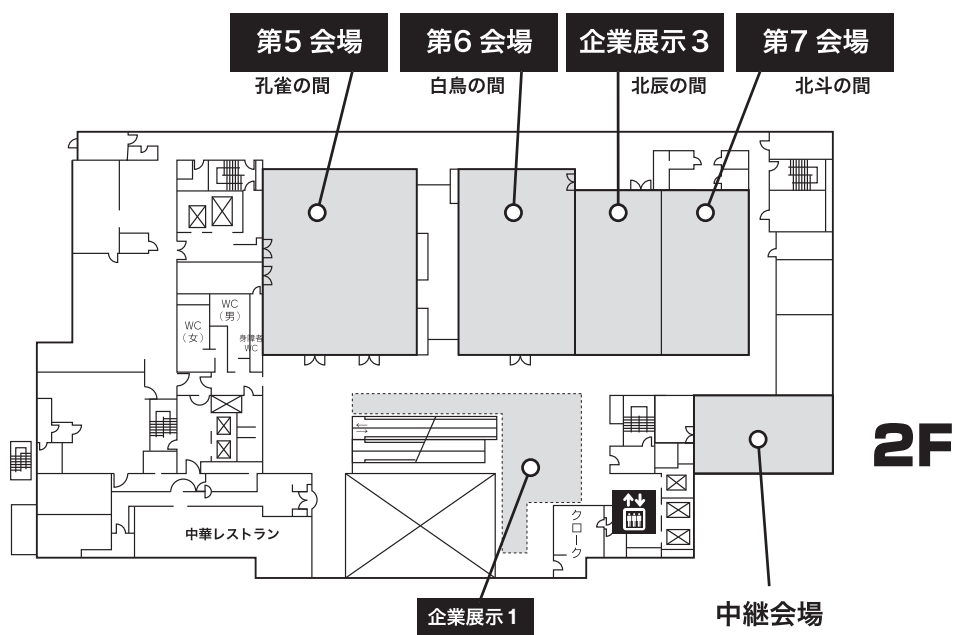 第5 会場
第6 会場
企業展示 3
第7 会場
孔雀の間
白鳥の間
北辰の間
北斗の間
WC
（男）
WC
（女）
身障者
WC
2F
クローク
中華レストラン
企業展示 1
中継会場